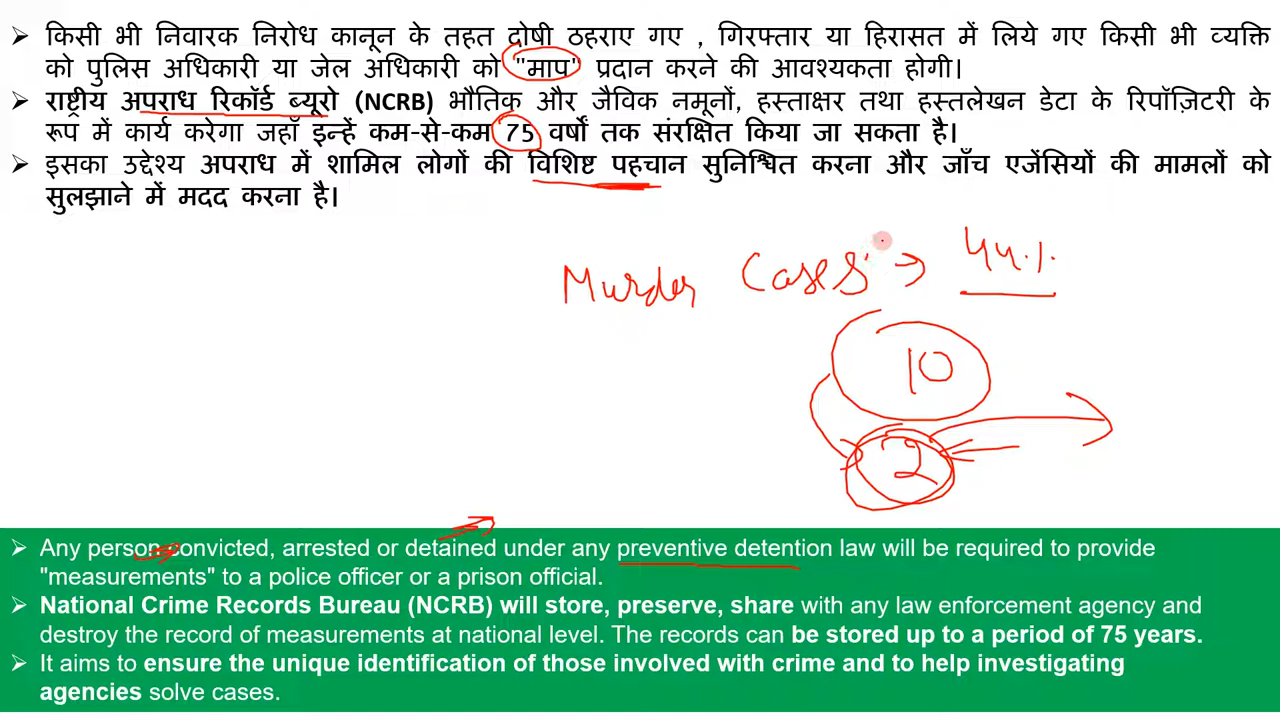 ➢ किसी भी निवारक निरोध कानून के तहत दोषी ठहराए गए , गिरफ्तार या हिरासत में लिये गए किसी भी व्यक्ति
को पुलिस अधिकारी या जेल अधिकारी को "माप" प्रदान करने की आवश्यकता होगी।
➢ राष्ट्रीय अपराध रिकॉर्ड ब्यूरो (NCRB) भौतिक और जैविक नमूनों, हस्ताक्षर तथा हस्तलेखन डेटा के रिपॉज़िटरी के
रूप में कार्य करेगा जहाँ इन्हें कम-से-कम 75 वर्षों तक संरक्षित किया जा सकता है।
➢ इसका उद्देश्य अपराध में शामिल लोगों की विशिष्ट पहचान सुनिश्चित करना और जाँच एजेंसियों की मामलों को
सुलझाने में मदद करना है।
Murder Cases → 44%
10
2
➢ Any person convicted, arrested or detained under any preventive detention law will be required to provide
"measurements" to a police officer or a prison official.
➢ National Crime Records Bureau (NCRB) will store, preserve, share with any law enforcement agency and
destroy the record of measurements at national level. The records can be stored up to a period of 75 years.
➢ It aims to ensure the unique identification of those involved with crime and to help investigating
agencies solve cases.